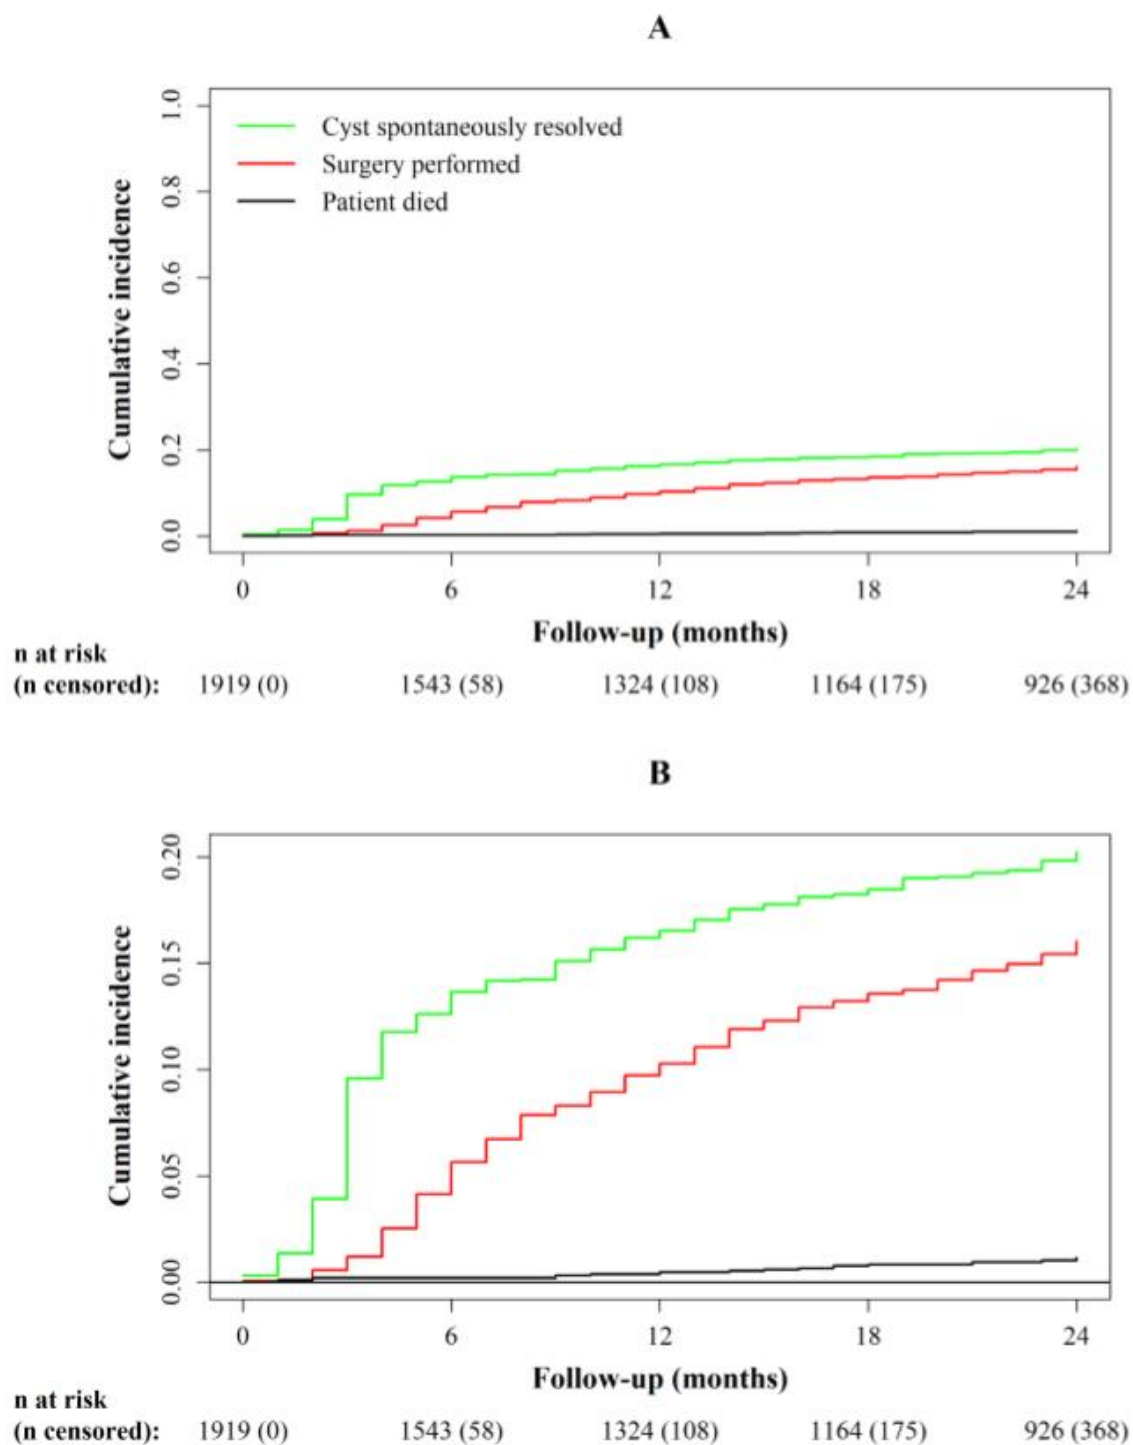 A
Cumulative incidence
1.0
0.8
0.6
0.4
0.2
0.0
Cyst spontaneously resolved
Surgery performed
Patient died
0 6 12 18 24
Follow-up (months)
n at risk
(n censored): 1919 (0) 1543 (58) 1324 (108) 1164 (175) 926 (368)
B
Cumulative incidence
0.20
0.15
0.10
0.05
0.00
0 6 12 18 24
Follow-up (months)
n at risk
(n censored): 1919 (0) 1543 (58) 1324 (108) 1164 (175) 926 (368)